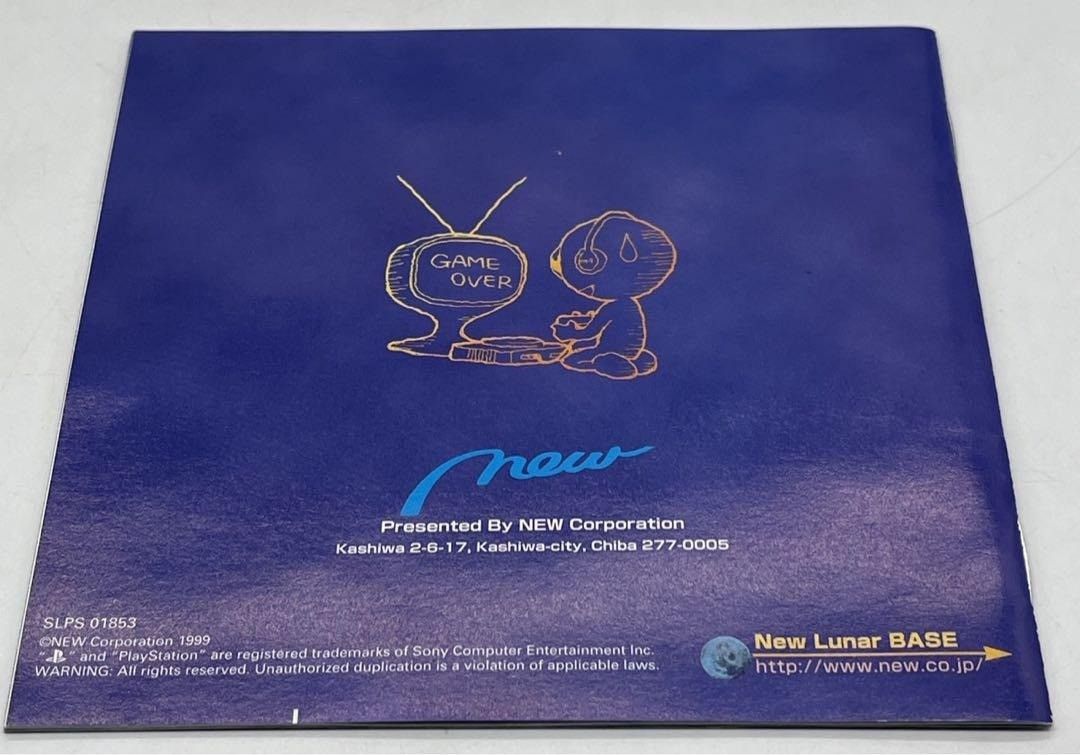 GAME
OVER
new
Presented By NEW Corporation
Kashiwa 2-6-17, Kashiwa-city, Chiba 277-0005
SLPS 01853
©NEW Corporation 1999
" " and "PlayStation" are registered trademarks of Sony Computer Entertainment Inc.
WARNING: All rights reserved. Unauthorized duplication is a violation of applicable laws.
New Lunar BASE
http://www.new.co.jp/